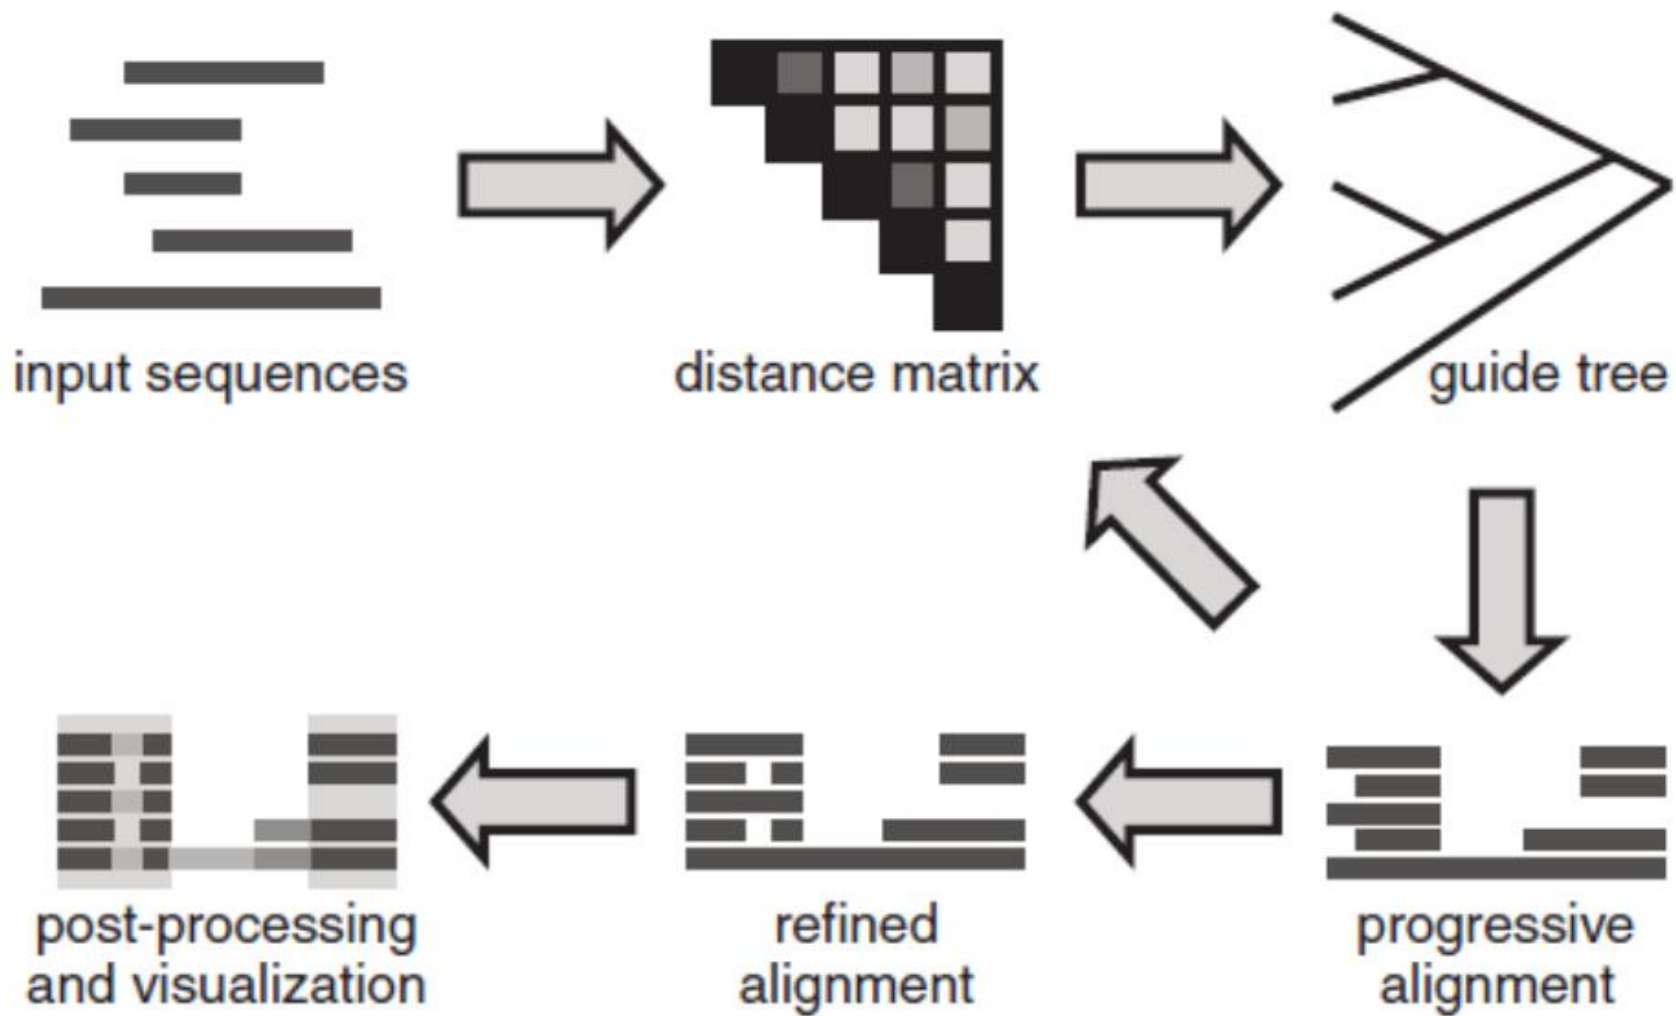 input sequences
distance matrix
guide tree
post-processing
and visualization
refined
alignment
progressive
alignment